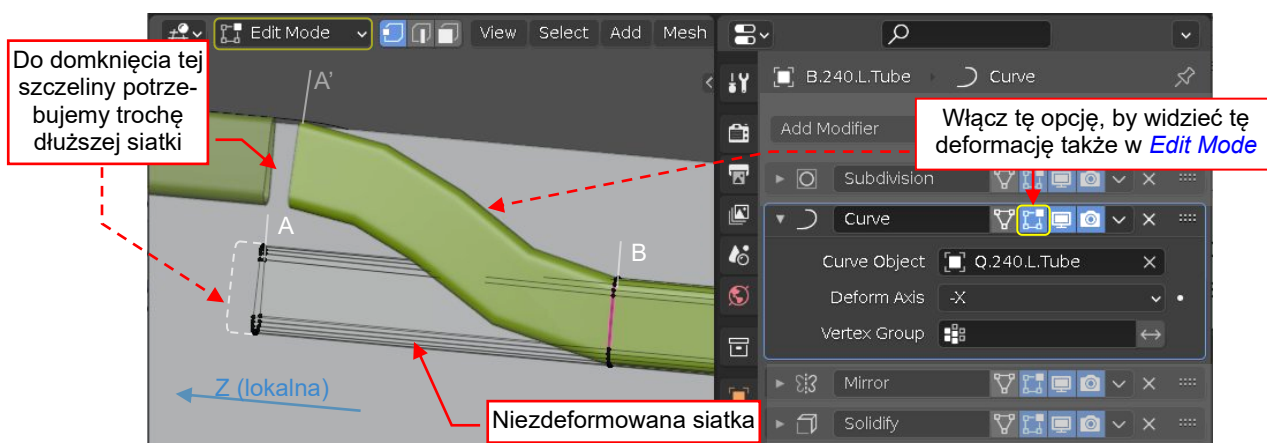 Edit Mode
View Select Add Mesh
Do domknięcia tej
szczeliny potrze-
bujemy trochę
dłuższej siatki
A'
A
B
Z (lokalna)
Niezdeformowana siatka
B.240.L.Tube
Curve
Add Modifier
Włącz tę opcję, by widzieć tę
deformację także w Edit Mode
Subdivision
Curve
Curve Object Q.240.L.Tube
Deform Axis -X
Vertex Group
Mirror
Solidify